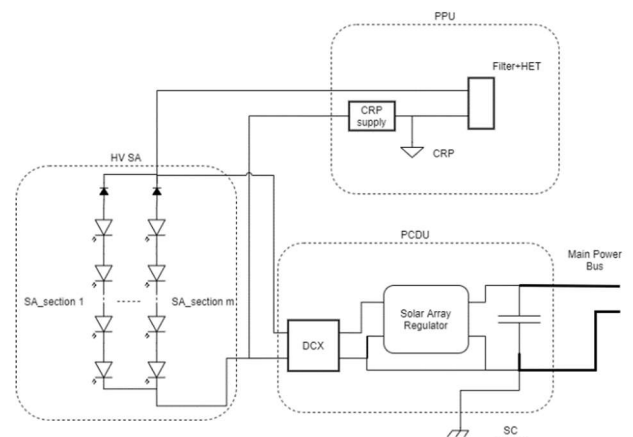 PPU
Filter+HET
CRP
supply
CRP
HV SA
SA_section 1
SA_section m
PCDU
Main Power
Bus
Solar Array
Regulator
DCX
SC